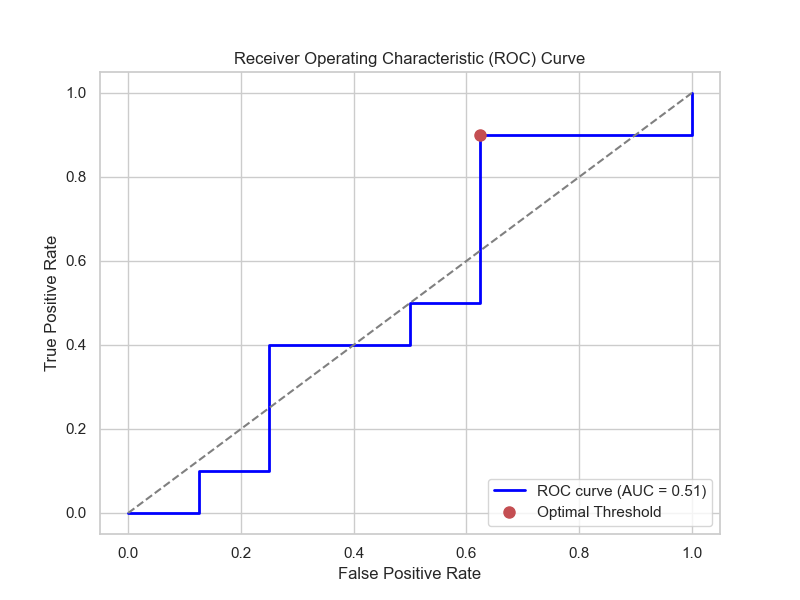 Receiver Operating Characteristic (ROC) Curve
True Positive Rate
1.0
0.8
0.6
0.4
0.2
0.0
ROC curve (AUC = 0.51)
Optimal Threshold
0.0 0.2 0.4 0.6 0.8 1.0
False Positive Rate